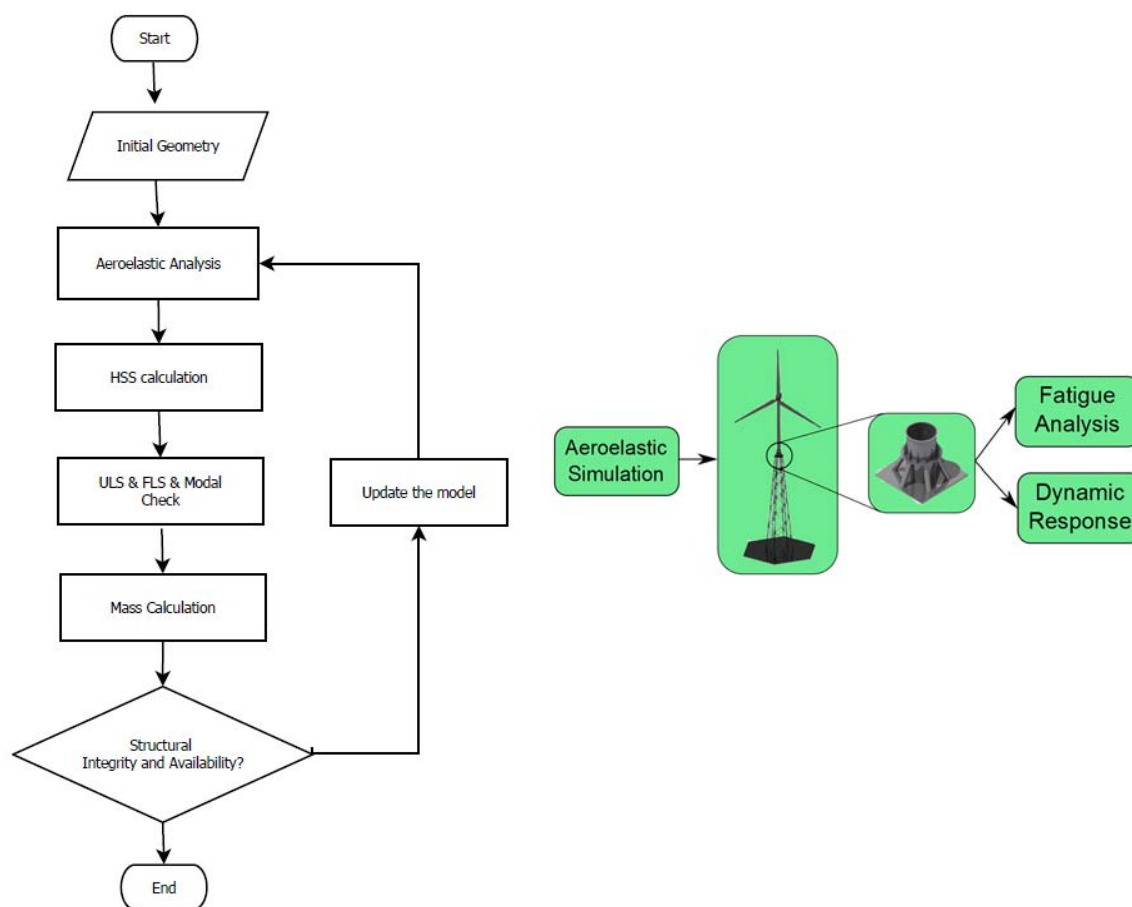 Start
Initial Geometry
Aeroelastic Analysis
HSS calculation
ULS & FLS & Modal
Check
Update the model
Mass Calculation
Structural
Integrity and Availability?
End
Aeroelastic
Simulation
Fatigue
Analysis
Dynamic
Response